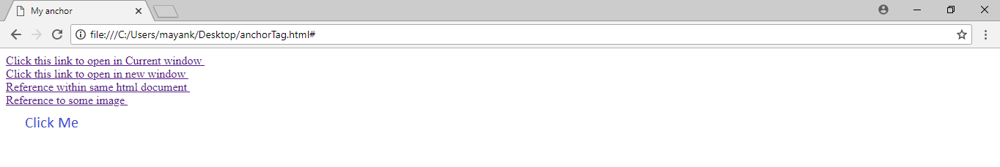 My anchor
file:///C:/Users/mayank/Desktop/anchorTag.html#
Click this link to open in Current window
Click this link to open in new window
Reference within same html document
Reference to some image
Click Me